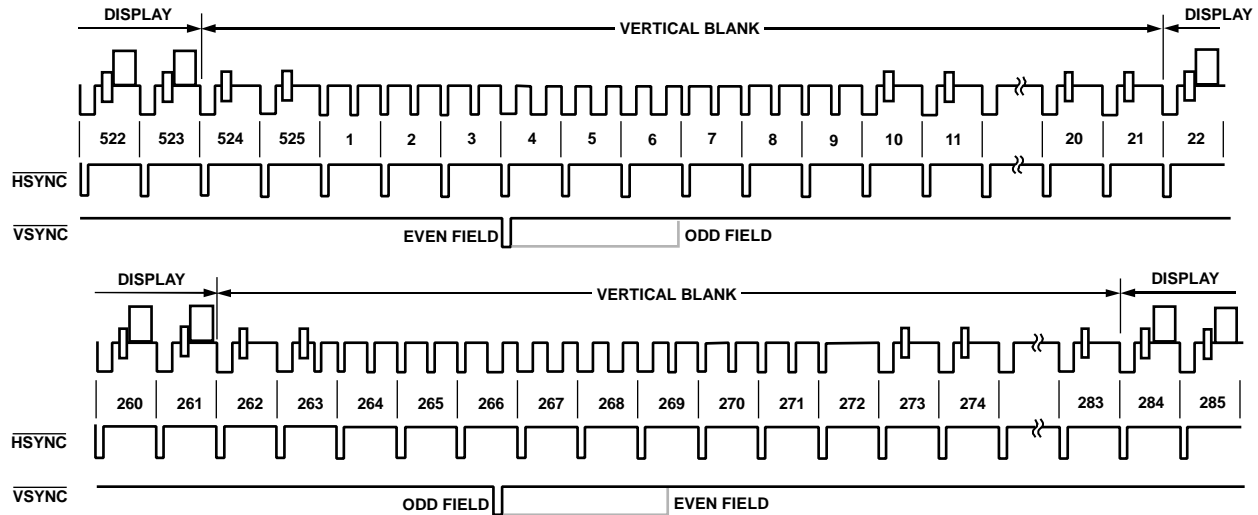 DISPLAY VERTICAL BLANK DISPLAY
522 523 524 525 1 2 3 4 5 6 7 8 9 10 11 20 21 22
HSYNC
VSYNC
EVEN FIELD ODD FIELD
DISPLAY VERTICAL BLANK DISPLAY
260 261 262 263 264 265 266 267 268 269 270 271 272 273 274 283 284 285
HSYNC
VSYNC
ODD FIELD EVEN FIELD